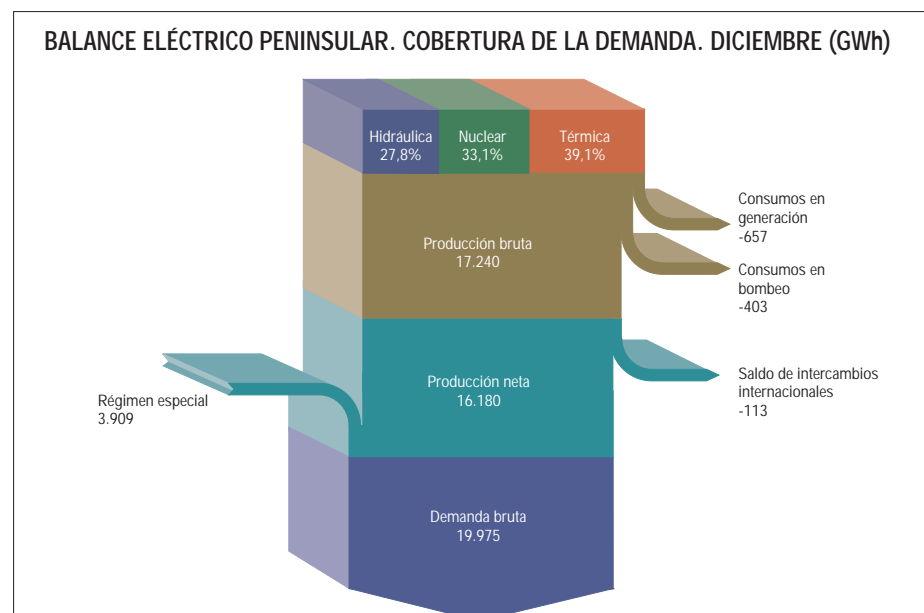 BALANCE ELÉCTRICO PENINSULAR. COBERTURA DE LA DEMANDA. DICIEMBRE (GWh)
Hidráulica
27,8%
Nuclear
33,1%
Térmica
39,1%
Consumos en
generación
-657
Producción bruta
17.240
Consumos en
bombeo
-403
Saldo de intercambios
internacionales
-113
Producción neta
16.180
Régimen especial
3.909
Demanda bruta
19.975